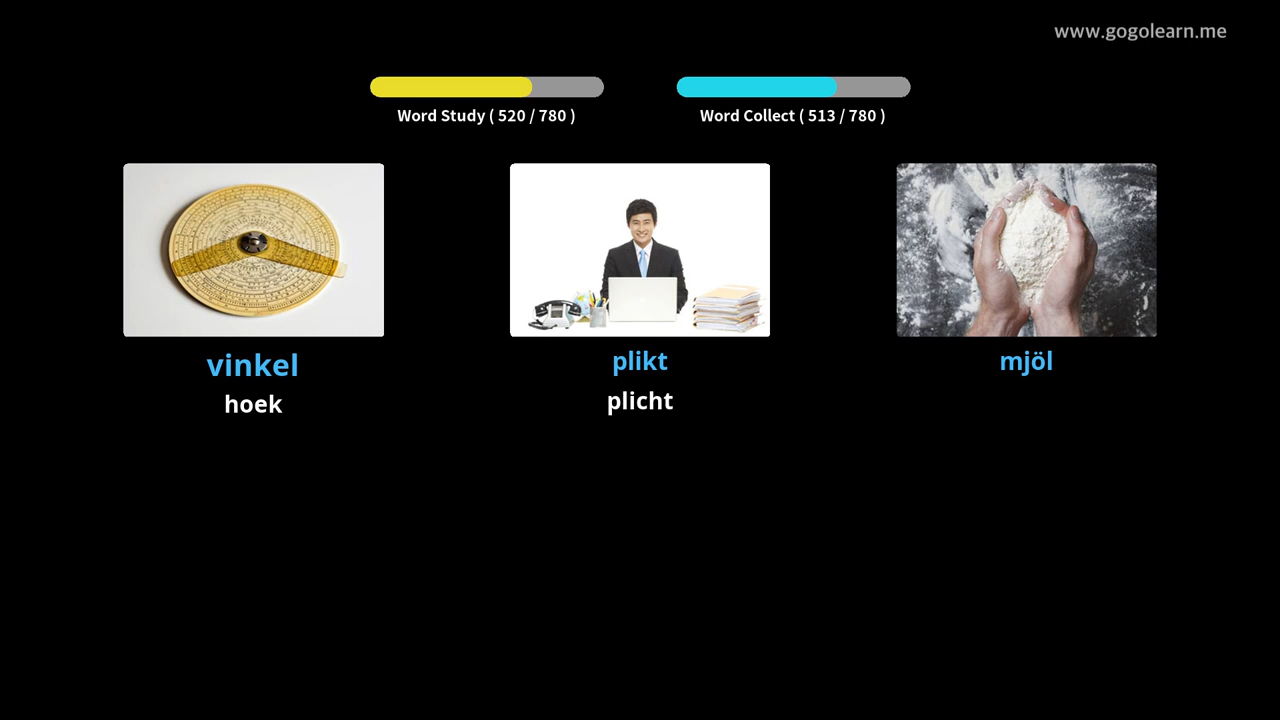 www.gogolearn.me
Word Study ( 520 / 780 )
Word Collect ( 513 / 780 )
vinkel
hoek
plikt
plicht
mjöl